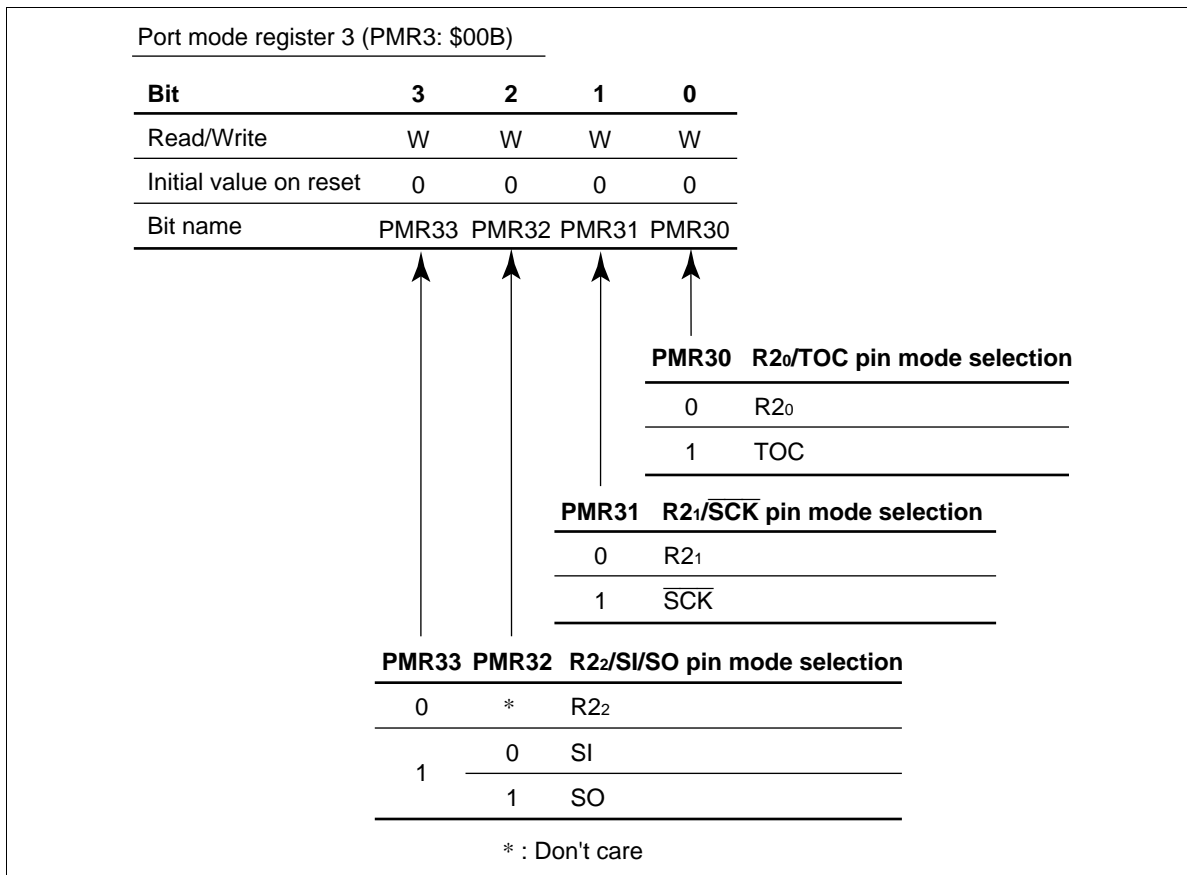 Port mode register 3 (PMR3: $00B)
Bit 3 2 1 0
Read/Write W W W W
Initial value on reset 0 0 0 0
Bit name PMR33 PMR32 PMR31 PMR30
PMR30 R2₀/TOC pin mode selection
0 R2₀
1 TOC
PMR31 R2₁/S̅C̅K̅ pin mode selection
0 R2₁
1 S̅C̅K̅
PMR33 PMR32 R2₂/SI/SO pin mode selection
0 * R2₂
1 0 SI
1 SO
* : Don't care